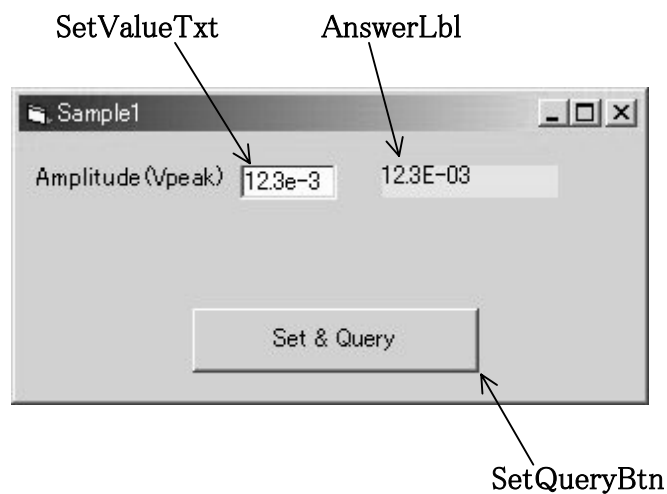 SetValueTxt AnswerLbl
Sample1
Amplitude(Vpeak) 12.3e-3 12.3E-03
Set & Query
SetQueryBtn